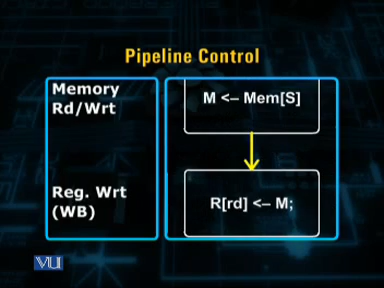 Pipeline Control
Memory
Rd/Wrt
M <– Mem[S]
Reg. Wrt
(WB)
R[rd] <– M;
VU